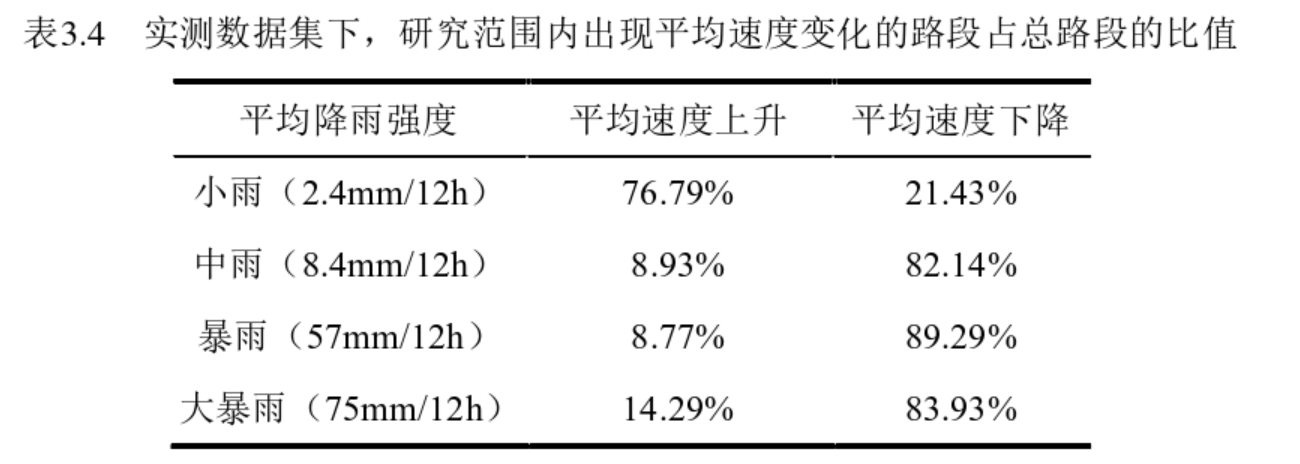 表3.4 实测数据集下，研究范围内出现平均速度变化的路段占总路段的比值
平均降雨强度 平均速度上升 平均速度下降
小雨（2.4mm/12h） 76.79% 21.43%
中雨（8.4mm/12h） 8.93% 82.14%
暴雨（57mm/12h） 8.77% 89.29%
大暴雨（75mm/12h） 14.29% 83.93%